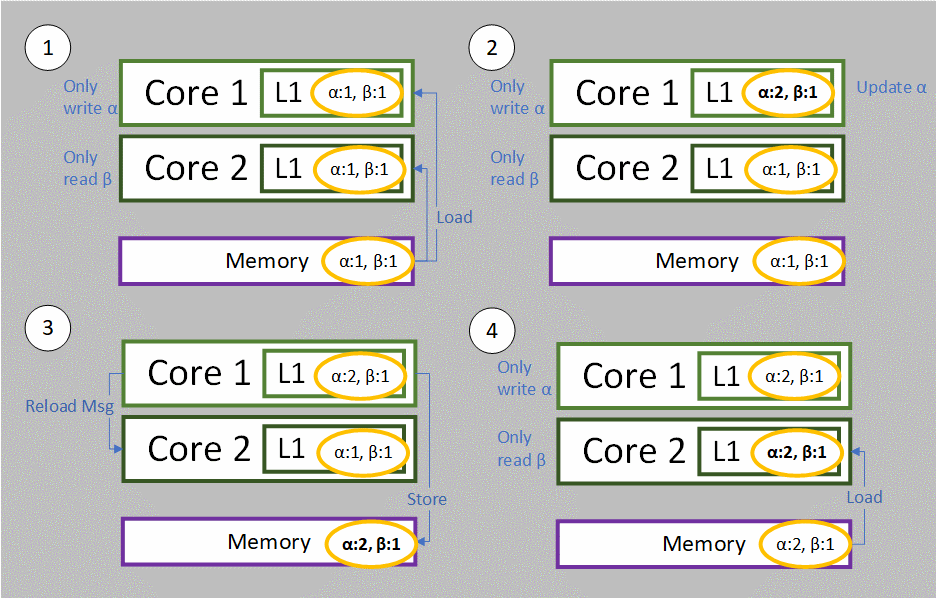 1
Only
write α
Core 1
L1
α:1, β:1
Only
read β
Core 2
L1
α:1, β:1
Load
Memory
α:1, β:1
2
Only
write α
Core 1
L1
α:2, β:1
Update α
Only
read β
Core 2
L1
α:1, β:1
Memory
α:1, β:1
3
Core 1
L1
α:2, β:1
Reload Msg
Core 2
L1
α:1, β:1
Store
Memory
α:2, β:1
4
Only
write α
Core 1
L1
α:2, β:1
Only
read β
Core 2
L1
α:2, β:1
Load
Memory
α:2, β:1